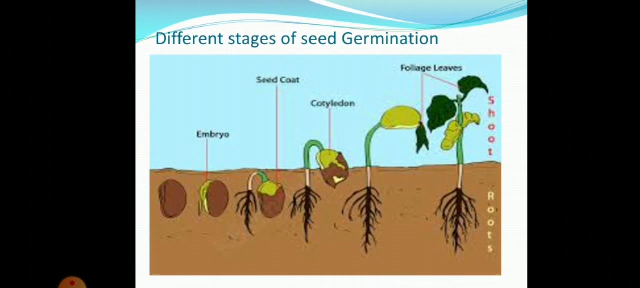 Different stages of seed Germination
Foliage Leaves
Seed Coat
Cotyledon
Embryo
Shoot
Roots